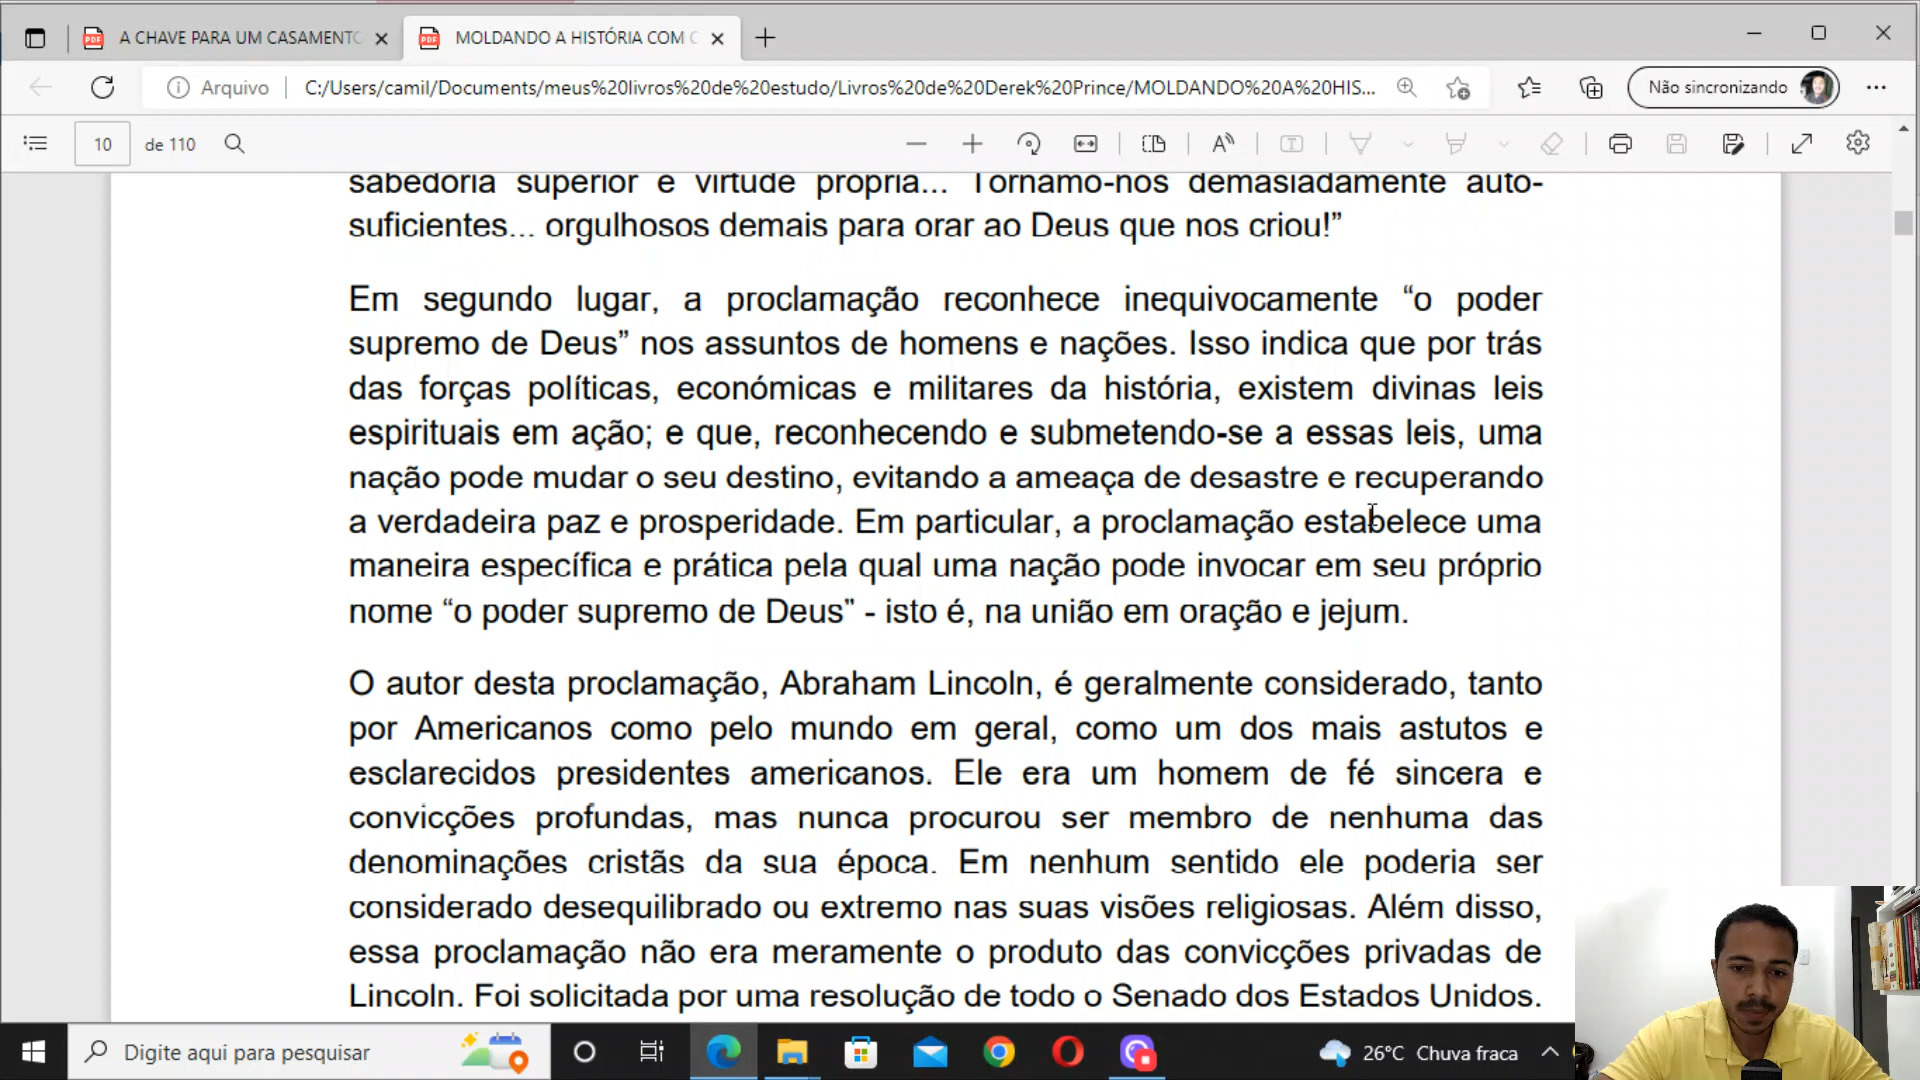 A CHAVE PARA UM CASAMENTO
MOLDANDO A HISTÓRIA COM
Arquivo
C:/Users/camil/Documents/meus%20livros%20de%20estudo/Livros%20de%20Derek%20Prince/MOLDANDO%20A%20HIS...
Não sincronizando
10 de 110
sabedoria superior e virtude própria... Tornamo-nos demasiadamente auto-
suficientes... orgulhosos demais para orar ao Deus que nos criou!”
Em segundo lugar, a proclamação reconhece inequivocamente “o poder
supremo de Deus” nos assuntos de homens e nações. Isso indica que por trás
das forças políticas, económicas e militares da história, existem divinas leis
espirituais em ação; e que, reconhecendo e submetendo-se a essas leis, uma
nação pode mudar o seu destino, evitando a ameaça de desastre e recuperando
a verdadeira paz e prosperidade. Em particular, a proclamação estabelece uma
maneira específica e prática pela qual uma nação pode invocar em seu próprio
nome “o poder supremo de Deus” - isto é, na união em oração e jejum.
O autor desta proclamação, Abraham Lincoln, é geralmente considerado, tanto
por Americanos como pelo mundo em geral, como um dos mais astutos e
esclarecidos presidentes americanos. Ele era um homem de fé sincera e
convicções profundas, mas nunca procurou ser membro de nenhuma das
denominações cristãs da sua época. Em nenhum sentido ele poderia ser
considerado desequilibrado ou extremo nas suas visões religiosas. Além disso,
essa proclamação não era meramente o produto das convicções privadas de
Lincoln. Foi solicitada por uma resolução de todo o Senado dos Estados Unidos.
Digite aqui para pesquisar
26°C Chuva fraca